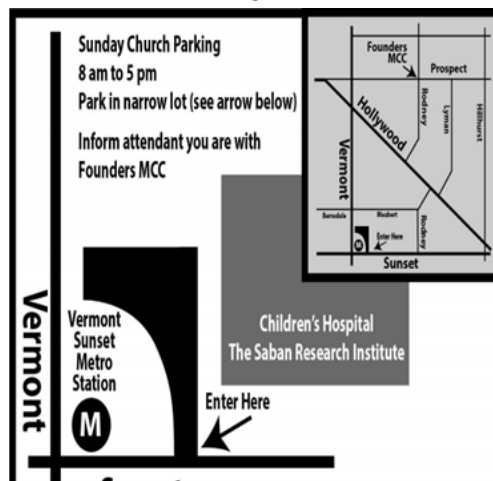 Sunday Church Parking
8 am to 5 pm
Park in narrow lot (see arrow below)
Inform attendant you are with
Founders MCC
Founders
MCC
Prospect
Rodney
Lyman
Hillhurst
Hollywood
Vermont
Barnsdale
Maubert
Rodney
Enter Here
M
Sunset
Vermont
Vermont
Sunset
Metro
Station
M
Children's Hospital
The Saban Research Institute
Enter Here